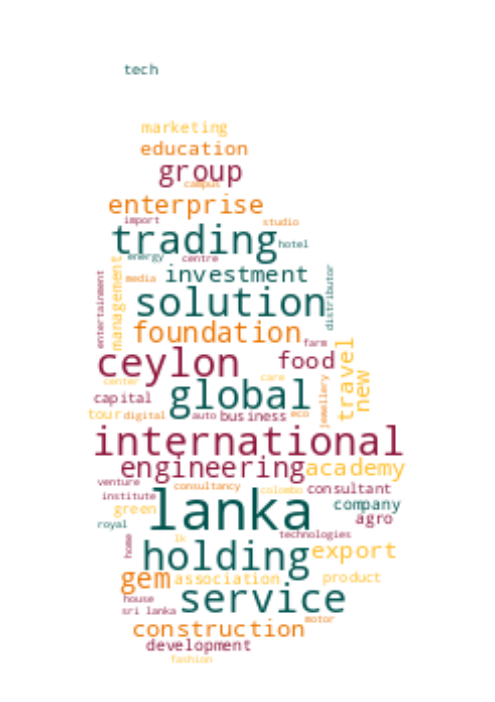 tech
marketing
education
group
campus
enterprise
import
studio
trading
hotel
energy
centre
management
investment
distributor
entertainment
media
solution
foundation
farm
travel
ceylon
food
center
care
new
global
jewellery
capital
tour
digital
auto
business
eco
international
engineering
academy
venture
consultancy
colombo
consultant
institute
lanka
company
green
agro
royal
technologies
home
lk
holding
export
gem
association
product
house
service
sri lanka
motor
construction
development
fashion